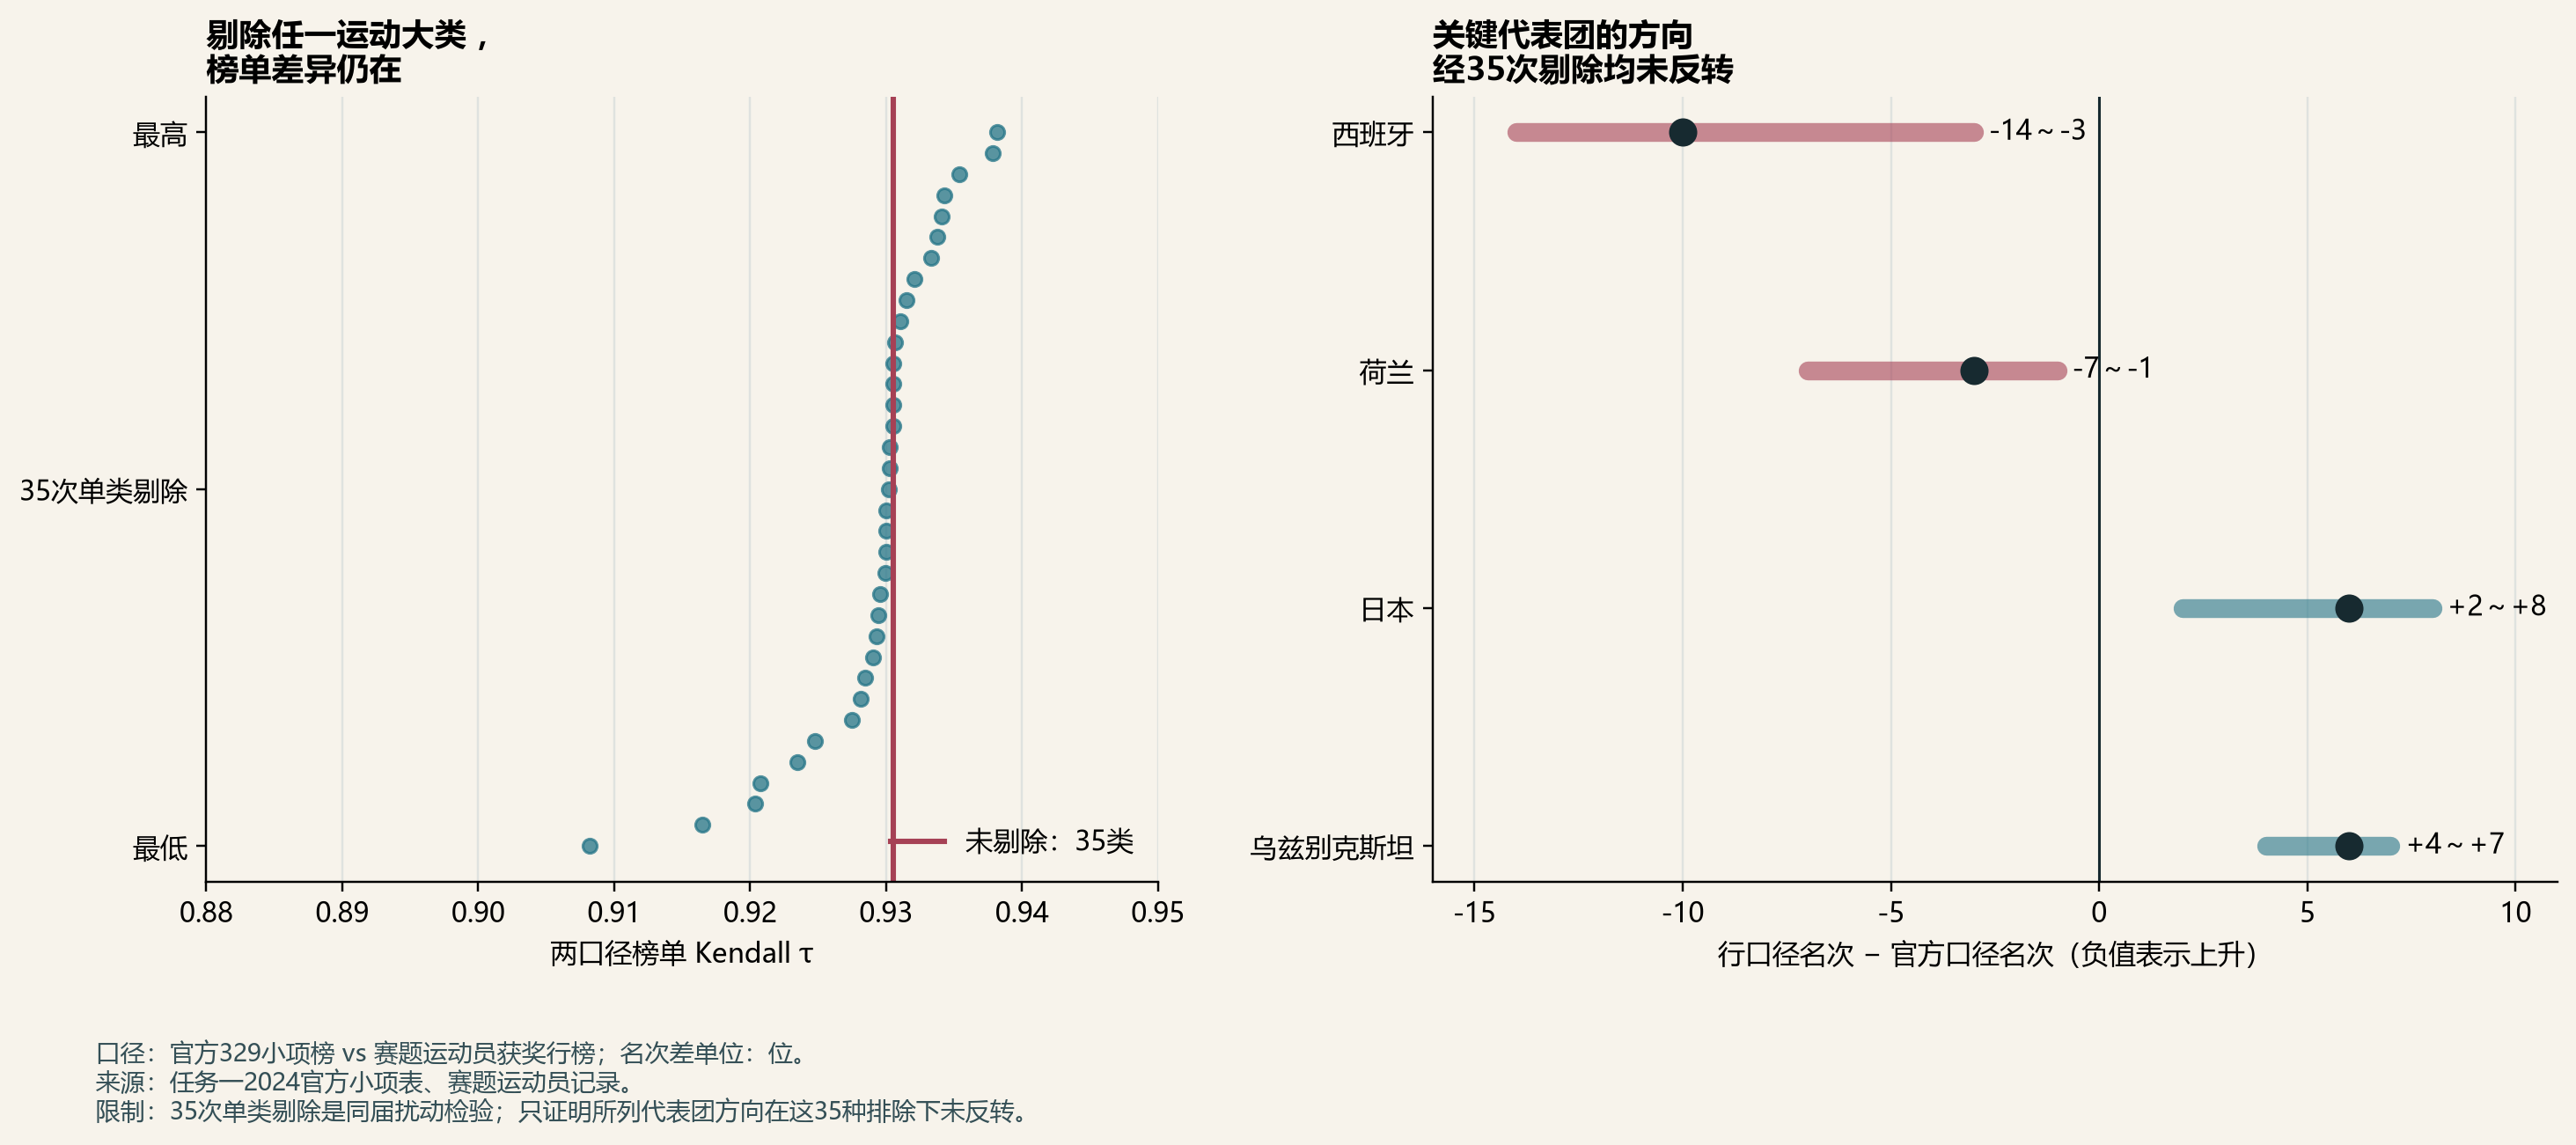 剔除任一运动大类，
榜单差异仍在
最高
35次单类剔除
最低
未剔除：35类
0.88
0.89
0.90
0.91
0.92
0.93
0.94
0.95
两口径榜单 Kendall τ
关键代表团的方向
经35次剔除均未反转
西班牙
-14 ~ -3
荷兰
-7 ~ -1
日本
+2 ~ +8
乌兹别克斯坦
+4 ~ +7
-15
-10
-5
0
5
10
行口径名次 − 官方口径名次（负值表示上升）
口径：官方329小项榜 vs 赛题运动员获奖行榜；名次差单位：位。
来源：任务一2024官方小项表、赛题运动员记录。
限制：35次单类剔除是同届扰动检验；只证明所列代表团方向在这35种排除下未反转。